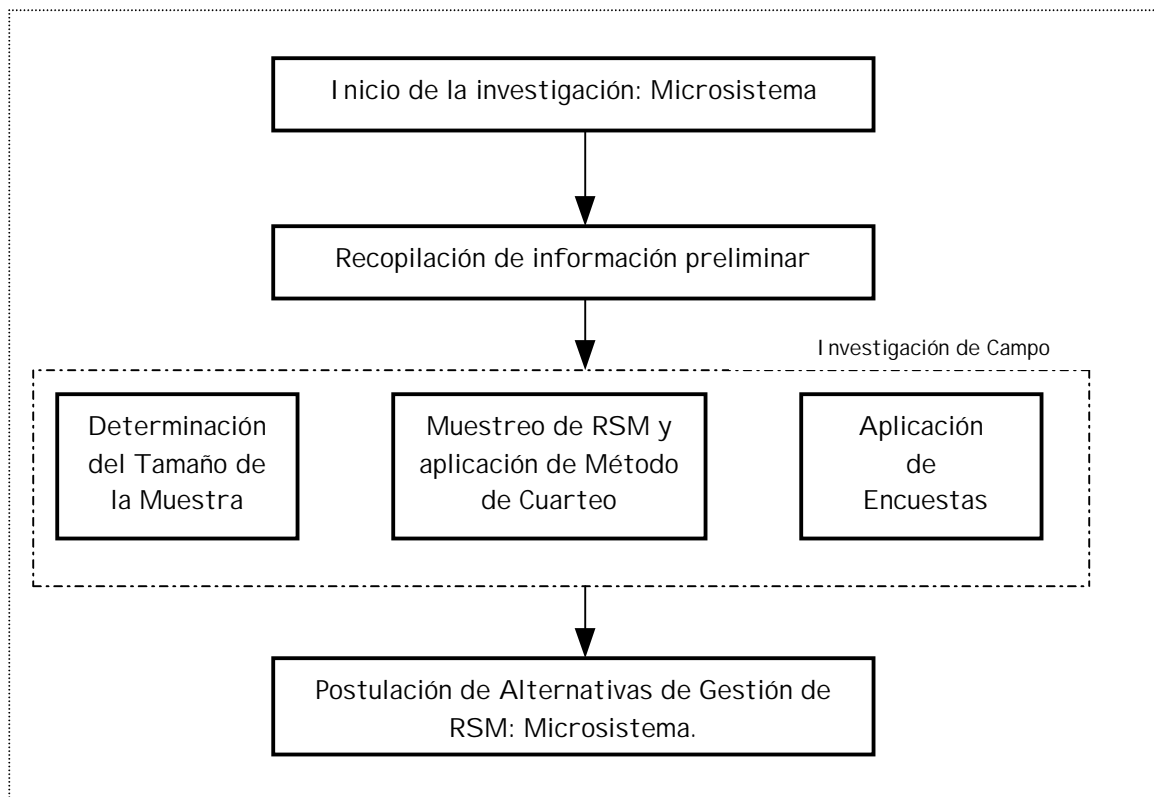 Inicio de la investigación: Microsistema
Recopilación de información preliminar
Investigación de Campo
Determinación
del Tamaño de
la Muestra
Muestreo de RSM y
aplicación de Método
de Cuarteo
Aplicación
de
Encuestas
Postulación de Alternativas de Gestión de
RSM: Microsistema.